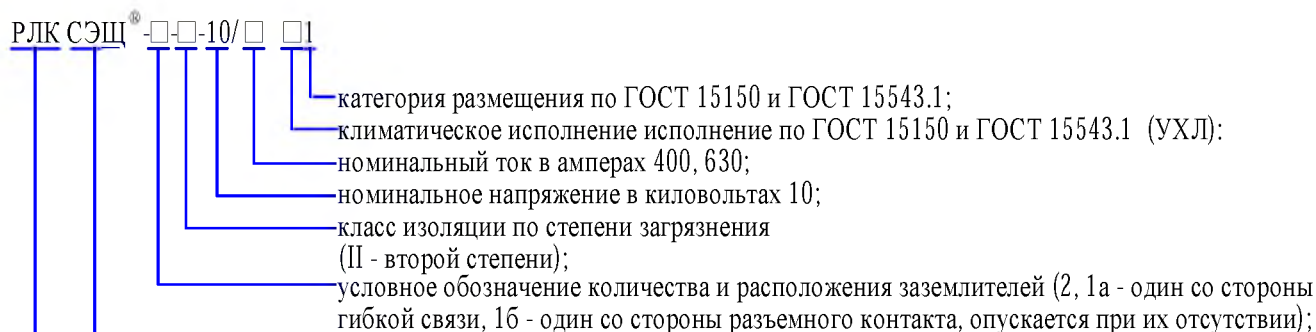 РЛК СЭЩ®-□-□-10/□ □1
категория размещения по ГОСТ 15150 и ГОСТ 15543.1;
климатическое исполнение исполнение по ГОСТ 15150 и ГОСТ 15543.1 (УХЛ):
номинальный ток в амперах 400, 630;
номинальное напряжение в киловольтах 10;
класс изоляции по степени загрязнения
(II - второй степени);
условное обозначение количества и расположения заземлителей (2, 1а - один со стороны
гибкой связи, 1б - один со стороны разъемного контакта, опускается при их отсутствии)